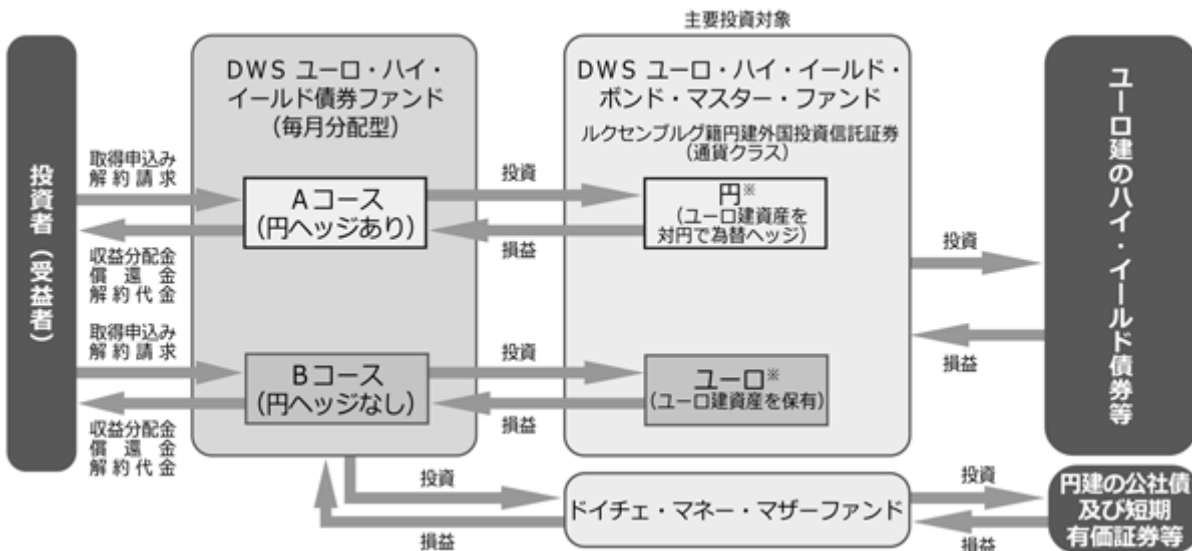 主要投資対象
投資者（受益者）
取得申込み
解約請求
収益分配金
償還金
解約代金
取得申込み
解約請求
収益分配金
償還金
解約代金
DWS ユーロ・ハイ・
イールド債券ファンド
（毎月分配型）
Aコース
（円ヘッジあり）
Bコース
（円ヘッジなし）
投資
損益
投資
損益
DWS ユーロ・ハイ・イールド・
ボンド・マスター・ファンド
ルクセンブルグ籍円建外国投資信託証券
（通貨クラス）
円※
（ユーロ建資産を
対円で為替ヘッジ）
ユーロ※
（ユーロ建資産を保有）
投資
損益
ユーロ建のハイ・イールド債券等
投資
損益
ドイチェ・マネー・マザーファンド
投資
損益
円建の公社債
及び短期
有価証券等